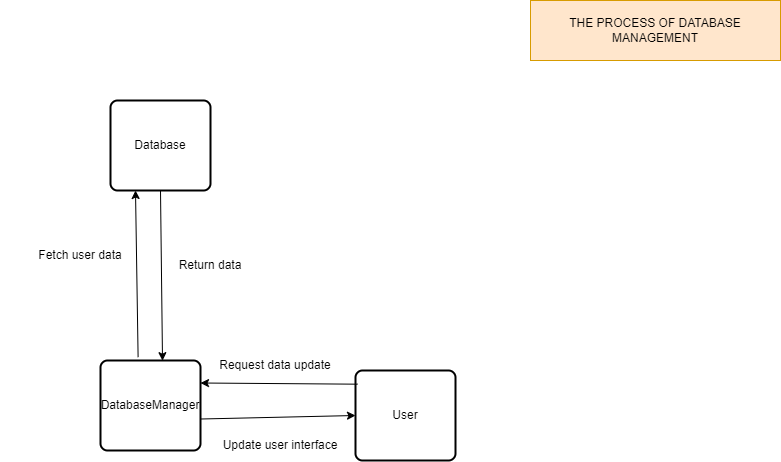 THE PROCESS OF DATABASE
MANAGEMENT
Database
Fetch user data
Return data
Request data update
DatabaseManager
User
Update user interface